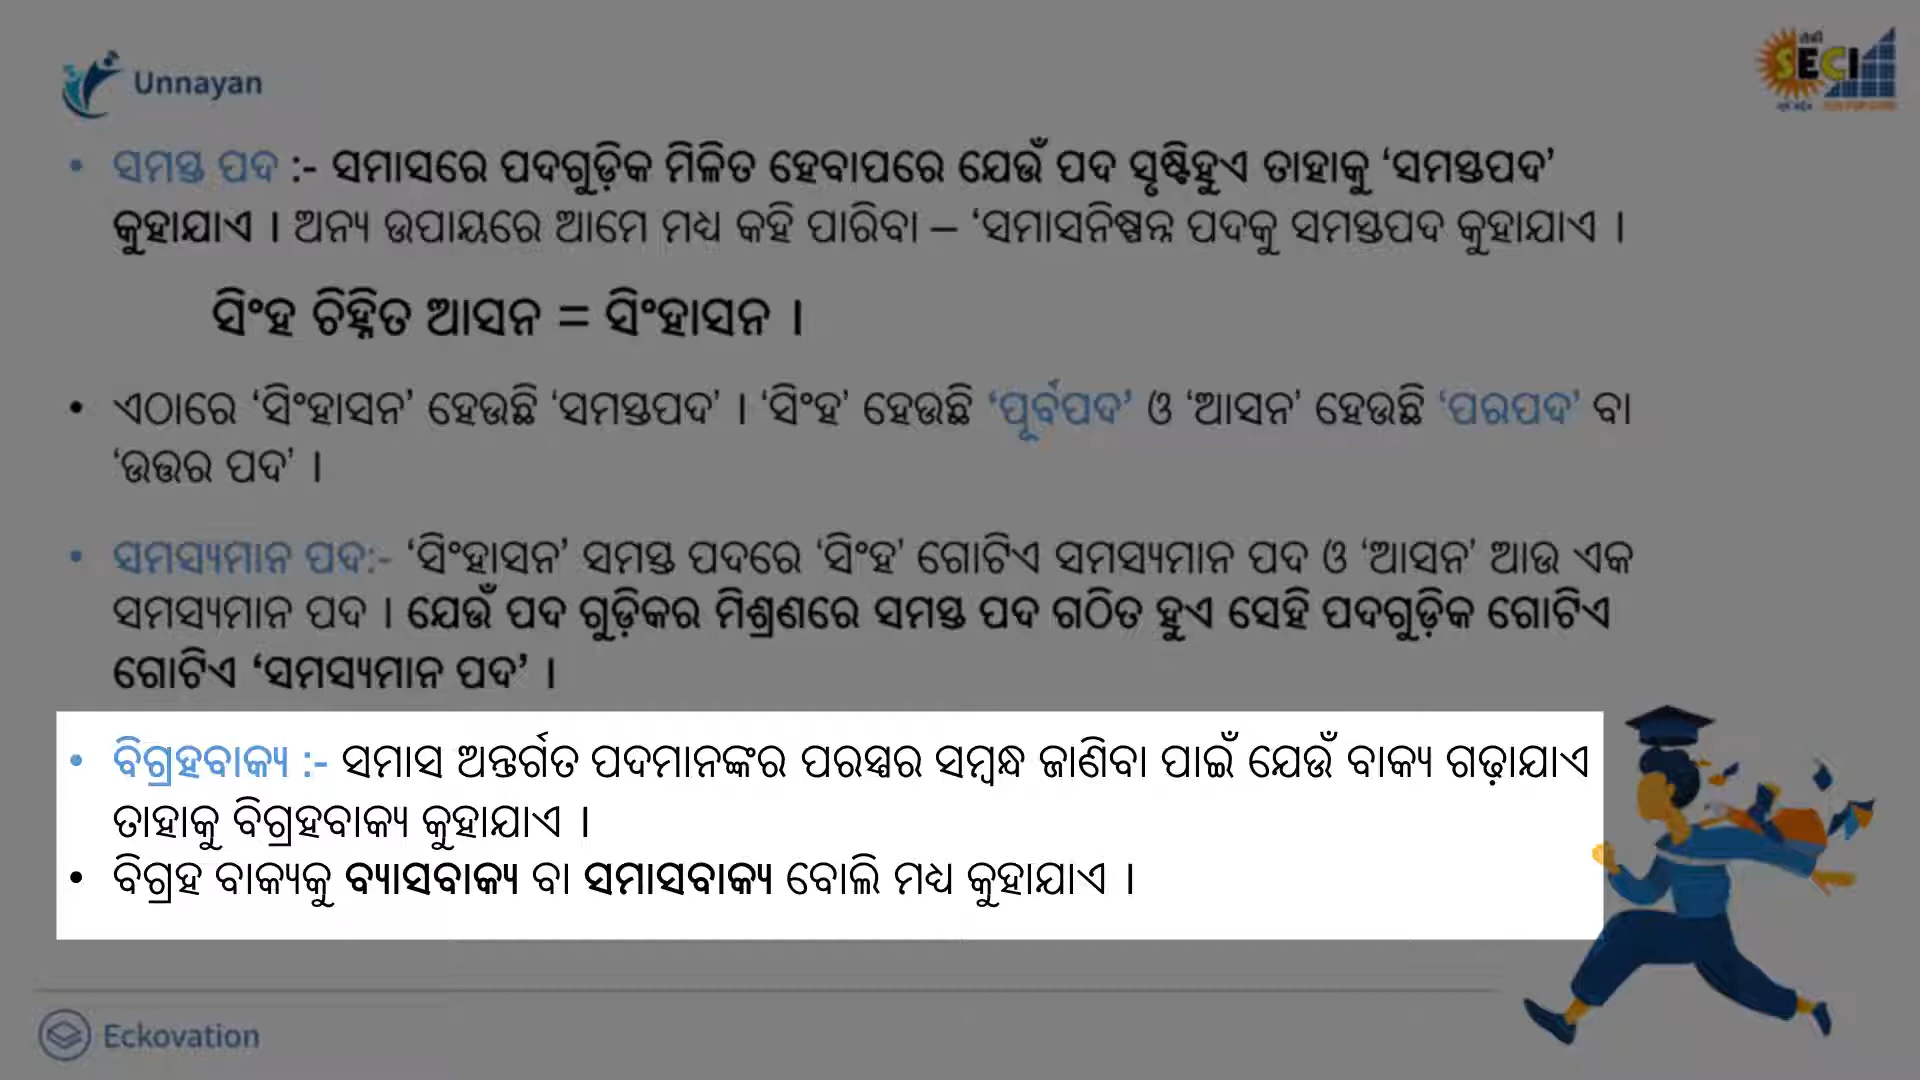 Unnayan
SECI
• ସମସ୍ତ ପଦ :- ସମାସରେ ପଦଗୁଡ଼ିକ ମିଳିତ ହେବାପରେ ଯେଉଁ ପଦ ସୃଷ୍ଟିହୁଏ ତାହାକୁ ‘ସମସ୍ତପଦ’
କୁହାଯାଏ । ଅନ୍ୟ ଉପାୟରେ ଆମେ ମଧ୍ୟ କହି ପାରିବା – ‘ସମାସନିଷ୍ପନ୍ନ ପଦକୁ ସମସ୍ତପଦ କୁହାଯାଏ ।
ସିଂହ ଚିହ୍ନିତ ଆସନ = ସିଂହାସନ ।
• ଏଠାରେ ‘ସିଂହାସନ’ ହେଉଛି ‘ସମସ୍ତପଦ’ । ‘ସିଂହ’ ହେଉଛି ‘ପୂର୍ବପଦ’ ଓ ‘ଆସନ’ ହେଉଛି ‘ପରପଦ’ ବା
‘ଉତ୍ତର ପଦ’ ।
• ସମସ୍ୟମାନ ପଦ:- ‘ସିଂହାସନ’ ସମସ୍ତ ପଦରେ ‘ସିଂହ’ ଗୋଟିଏ ସମସ୍ୟମାନ ପଦ ଓ ‘ଆସନ’ ଆଉ ଏକ
ସମସ୍ୟମାନ ପଦ । ଯେଉଁ ପଦ ଗୁଡ଼ିକର ମିଶ୍ରଣରେ ସମସ୍ତ ପଦ ଗଠିତ ହୁଏ ସେହି ପଦଗୁଡ଼ିକ ଗୋଟିଏ
ଗୋଟିଏ ‘ସମସ୍ୟମାନ ପଦ’ ।
• ବିଗ୍ରହବାକ୍ୟ :- ସମାସ ଅନ୍ତର୍ଗତ ପଦମାନଙ୍କର ପରସ୍ପର ସମ୍ବନ୍ଧ ଜାଣିବା ପାଇଁ ଯେଉଁ ବାକ୍ୟ ଗଢ଼ାଯାଏ
ତାହାକୁ ବିଗ୍ରହବାକ୍ୟ କୁହାଯାଏ ।
• ବିଗ୍ରହ ବାକ୍ୟକୁ ବ୍ୟାସବାକ୍ୟ ବା ସମାସବାକ୍ୟ ବୋଲି ମଧ୍ୟ କୁହାଯାଏ ।
Eckovation